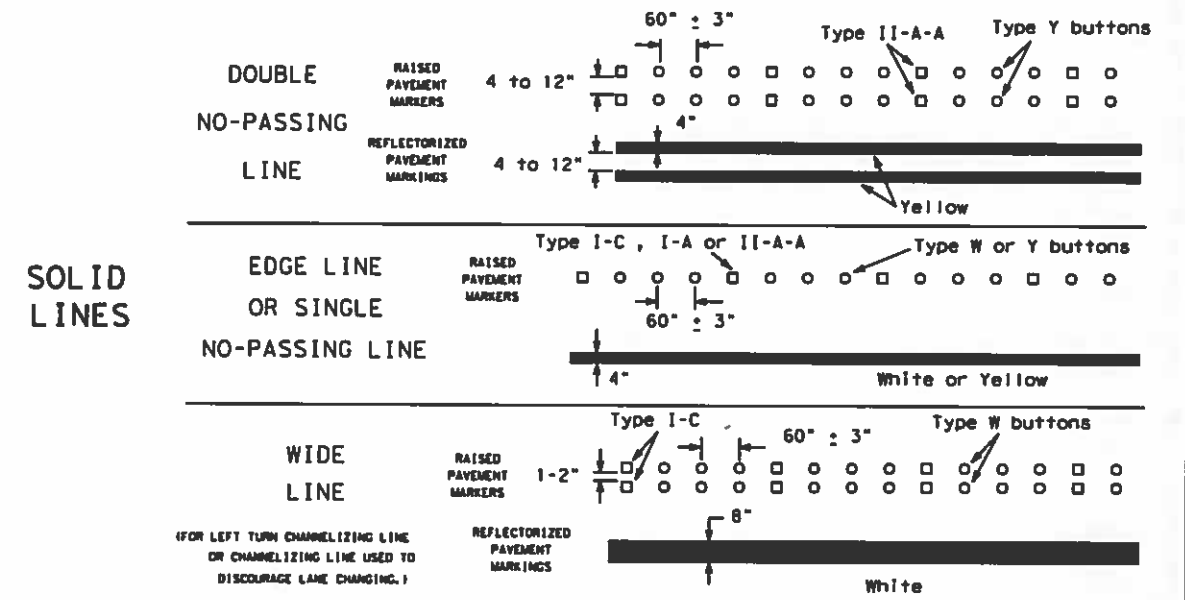 SOLID
LINES
DOUBLE
NO-PASSING
LINE
RAISED
PAVEMENT
MARKERS
4 to 12"
60" ± 3"
Type II-A-A
Type Y buttons
REFLECTORIZED
PAVEMENT
MARKINGS
4 to 12"
4"
Yellow
EDGE LINE
OR SINGLE
NO-PASSING LINE
RAISED
PAVEMENT
MARKERS
Type I-C , I-A or II-A-A
Type W or Y buttons
60" ± 3"
4"
White or Yellow
WIDE
LINE
(FOR LEFT TURN CHANNELIZING LINE
OR CHANNELIZING LINE USED TO
DISCOURAGE LANE CHANGING.)
RAISED
PAVEMENT
MARKERS
1-2"
Type I-C
60" ± 3"
Type W buttons
REFLECTORIZED
PAVEMENT
MARKINGS
8"
White